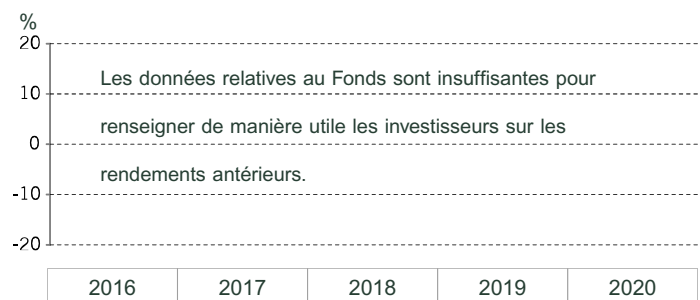 %
20
Les données relatives au Fonds sont insuffisantes pour
10
renseigner de manière utile les investisseurs sur les
0
rendements antérieurs.
-10
-20
2016 2017 2018 2019 2020